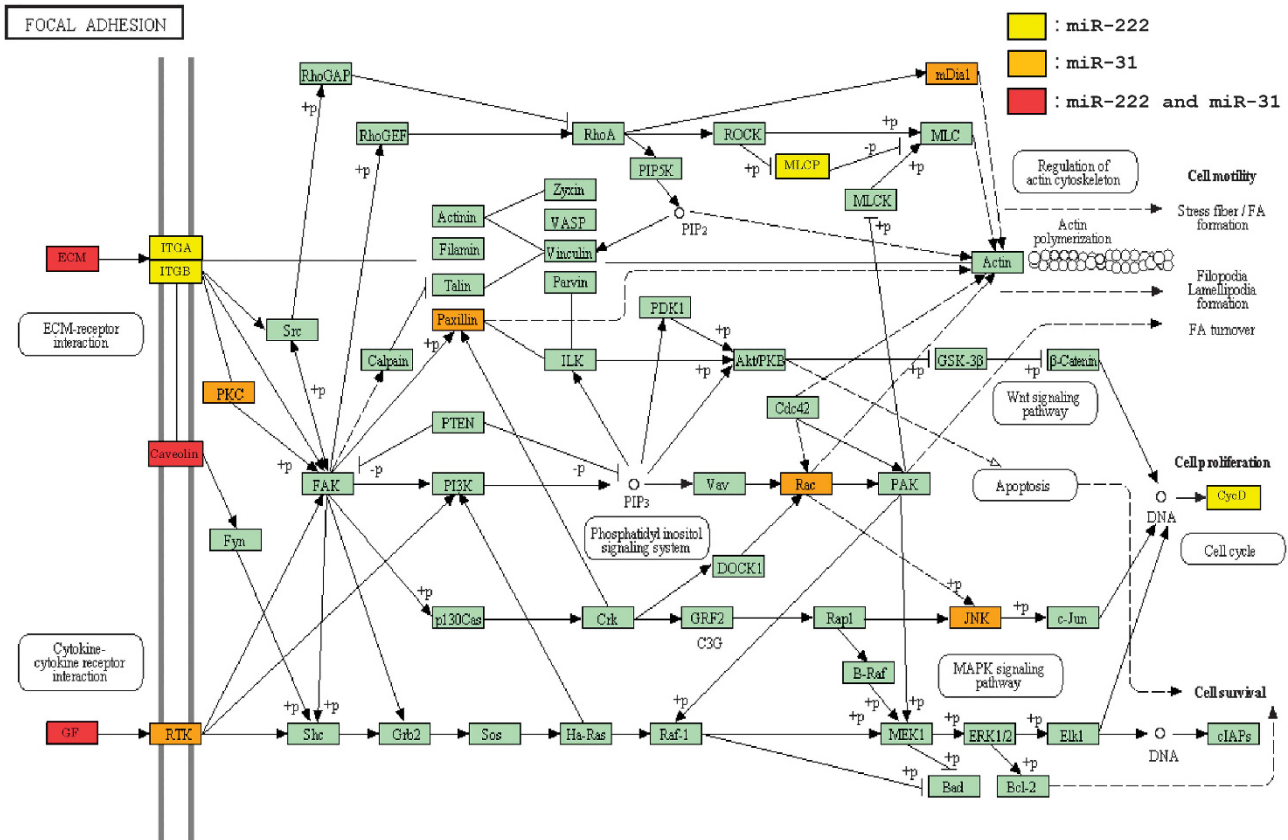 FOCAL ADHESION
: miR-222
: miR-31
: miR-222 and miR-31
RhoGAP
mDia1
+p
+p
RhoGEF
RhoA
ROCK
+p
MLC
+p
-p
MLCP
+p
PIP5K
MLCK
+p
PIP2
Regulation of
actin cytoskeleton
Cell motility
Stress fiber / FA
formation
Actin
polymerization
Zyxin
Actinin
VASP
Filamin
Vinculin
Actin
Talin
Parvin
Filopodia
Lamellipodia
formation
FA turnover
ECM
ITGA
ITGB
ECM-receptor
interaction
Src
Paxillin
+p
Calpain
+p
PDK1
+p
ILK
Akt/PKB
+p
GSK-3β
+p
β-Catenin
Wnt signaling
pathway
PKC
Cdc42
PTEN
Caveolin
+p
-p
-p
FAK
PI3K
PIP3
Vav
Rac
PAK
Apoptosis
Cell proliferation
CycD
DNA
Cell cycle
Phosphatidyl inositol
signaling system
Fyn
DOCK1
+p
+p
p130Cas
Crk
GRF2
C3G
Rap1
JNK
+p
c-Jun
Cytokine-
cytokine receptor
interaction
B-Raf
MAPK signaling
pathway
Cell survival
+p
+p
+p
+p
+p
+p
+p
GF
RTK
Shc
Grb2
Sos
Ha-Ras
Raf-1
MEK1
ERK1/2
Elk1
DNA
cIAPs
+p
+p
+p
Bad
Bcl-2